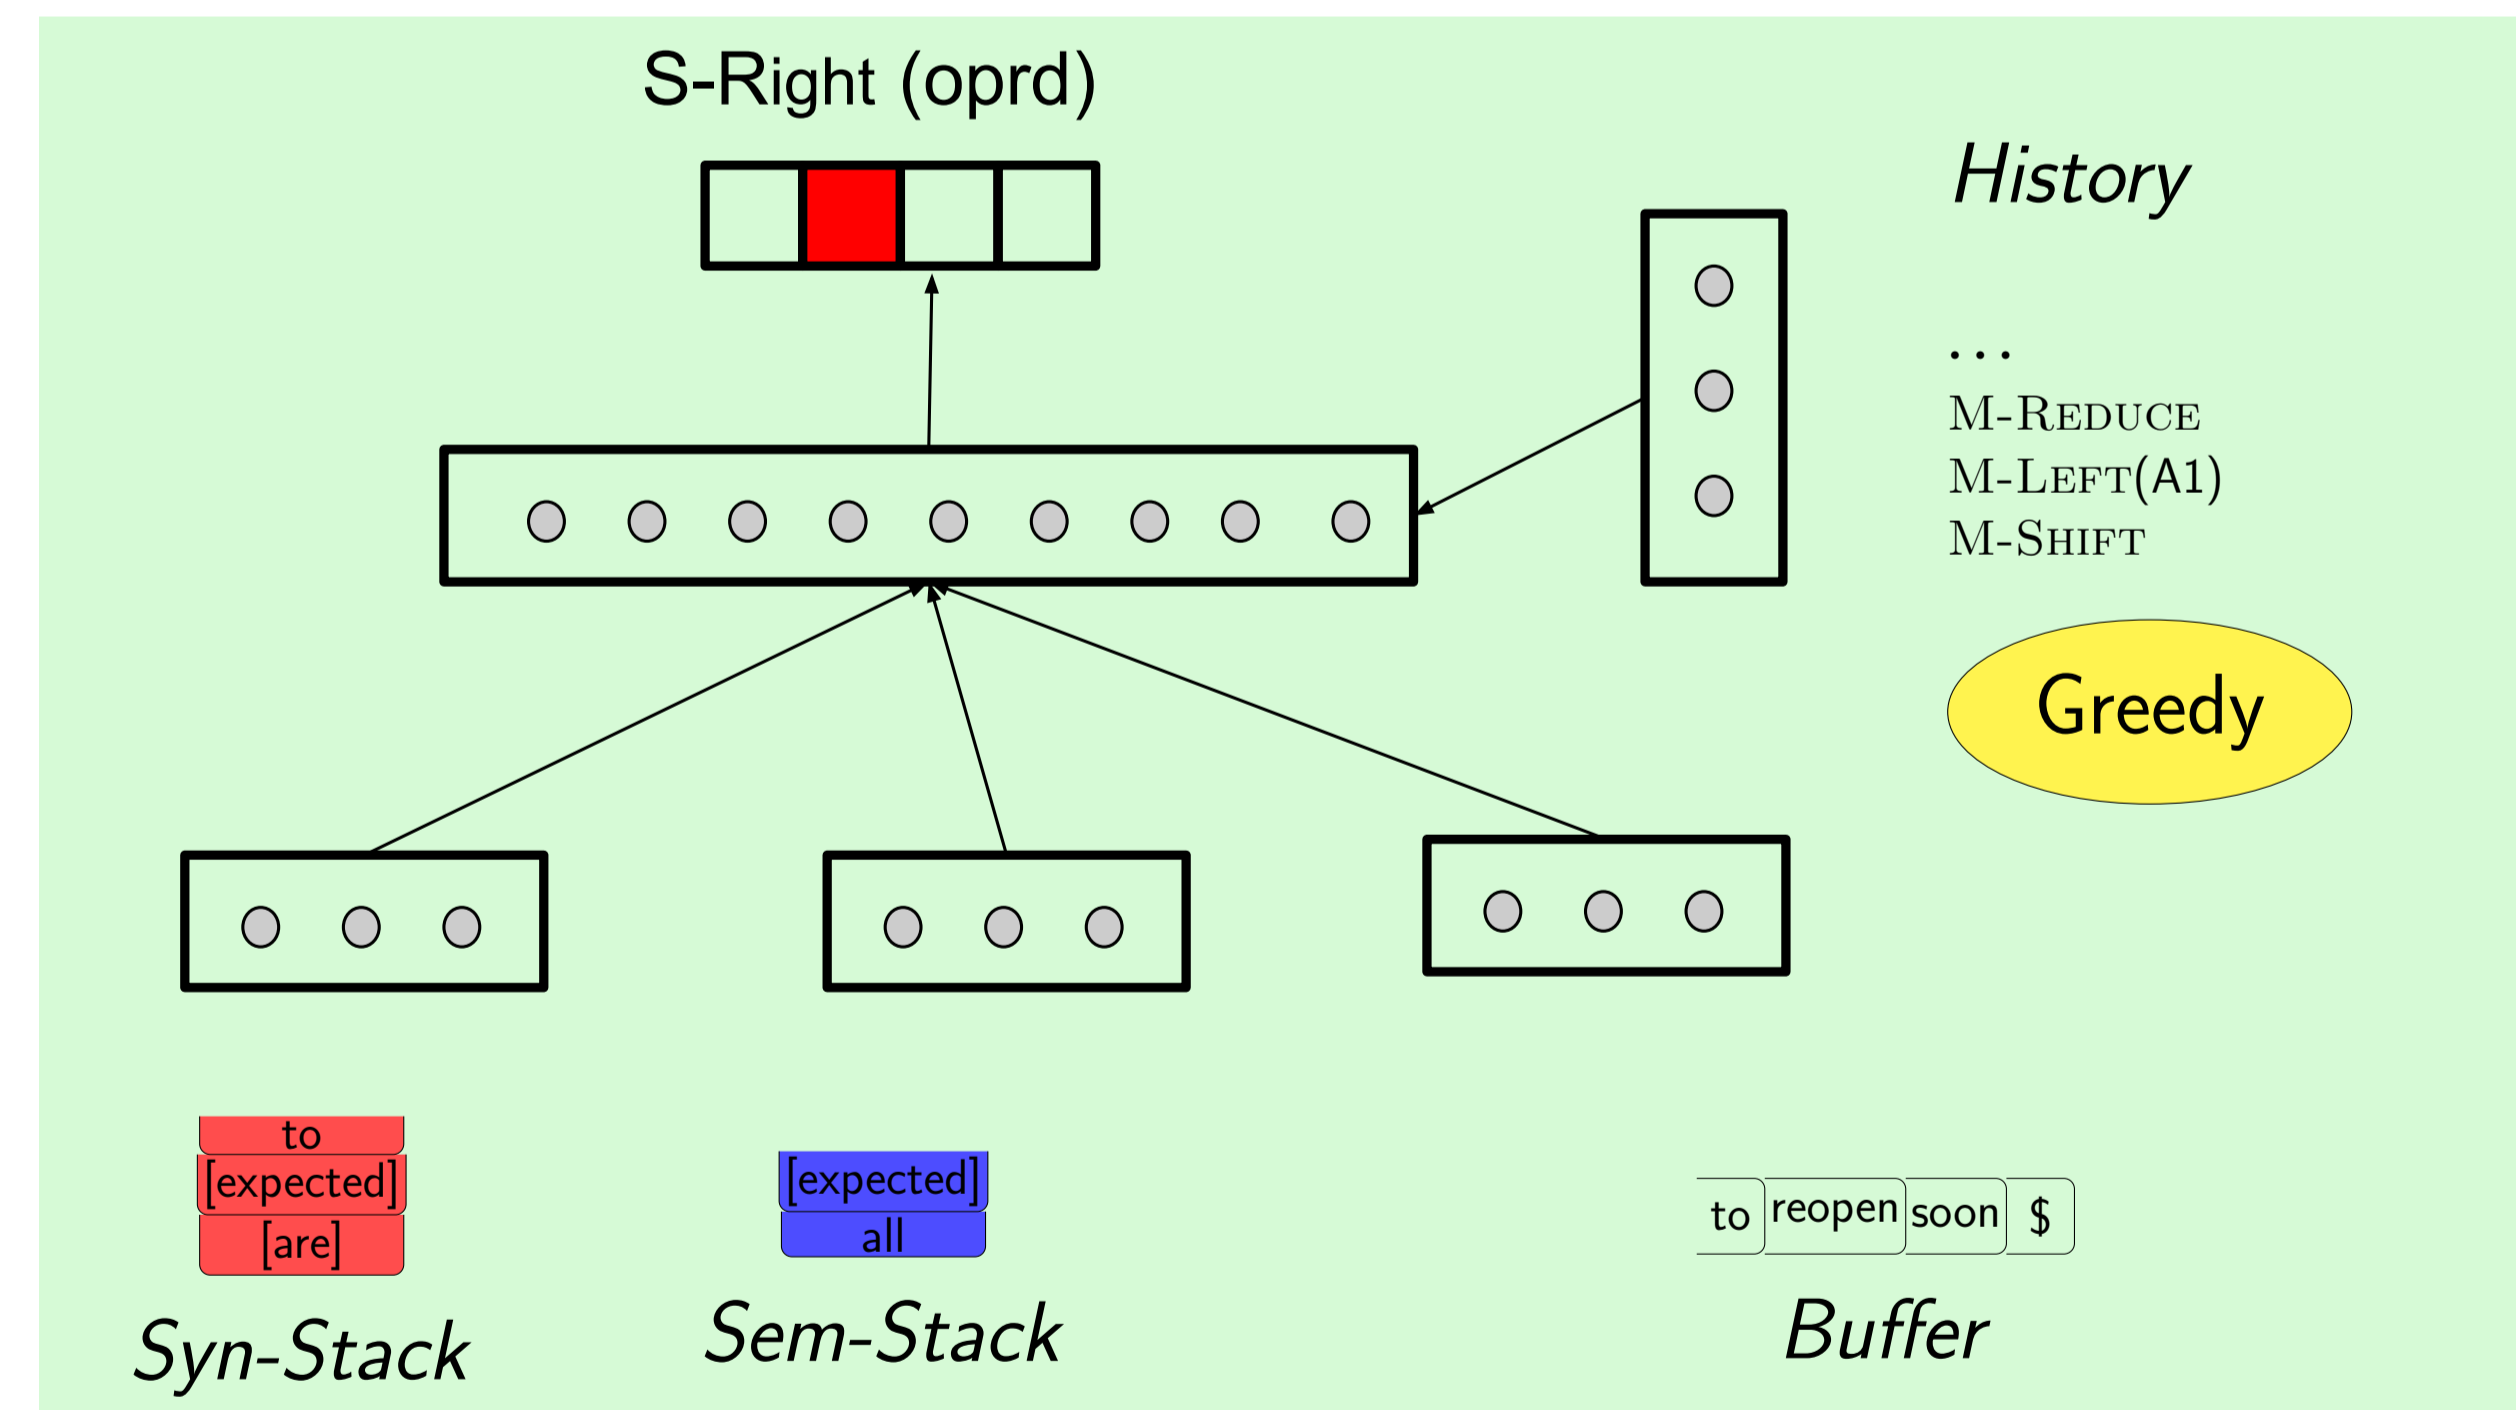 S-Right (oprd)
History
...
M-Reduce
M-Left(A1)
M-Shift
Greedy
to
[expected]
[are]
Syn-Stack
[expected]
all
Sem-Stack
to reopen soon $
Buffer